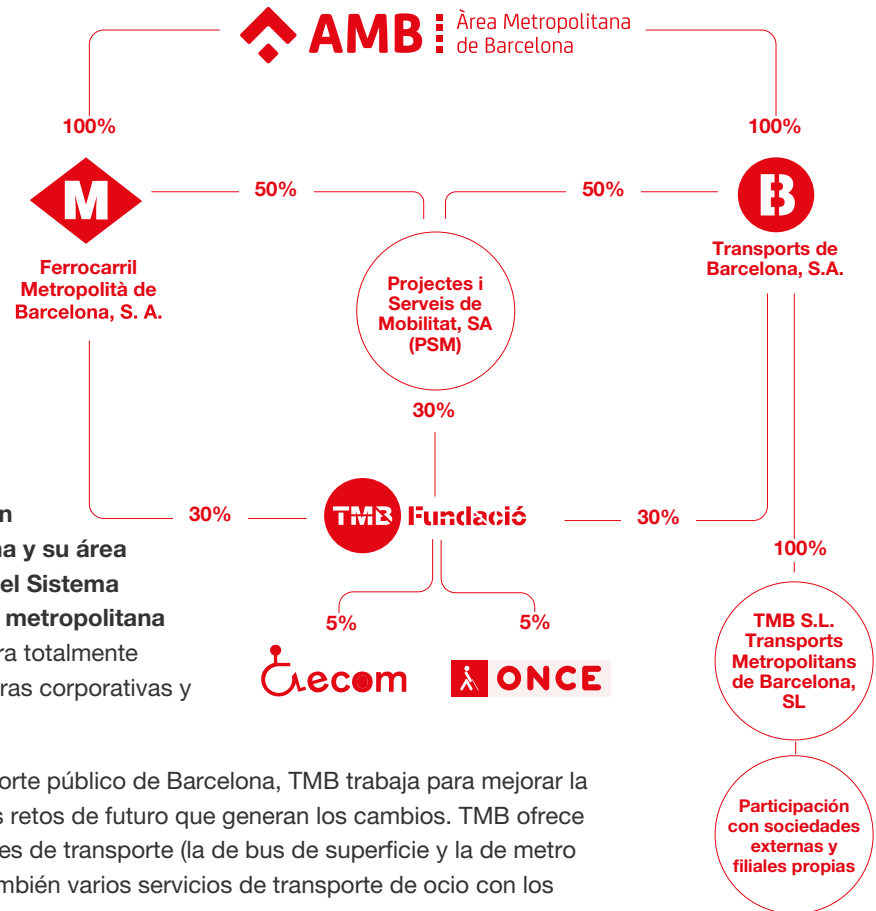 AMB
Àrea Metropolitana
de Barcelona
100%
100%
M
50%
50%
B
Ferrocarril
Metropolità de
Barcelona, S. A.
Projectes i
Serveis de
Mobilitat, SA
(PSM)
Transports de
Barcelona, S.A.
30%
30%
TMB Fundació
30%
100%
5%
5%
ecom
ONCE
TMB S.L.
Transports
Metropolitans
de Barcelona,
SL
Participación
con sociedades
externas y
filiales propias
n
na y su área
el Sistema
metropolitana
ra totalmente
ras corporativas y
orte público de Barcelona, TMB trabaja para mejorar la
s retos de futuro que generan los cambios. TMB ofrece
es de transporte (la de bus de superficie y la de metro
mbién varios servicios de transporte de ocio con los